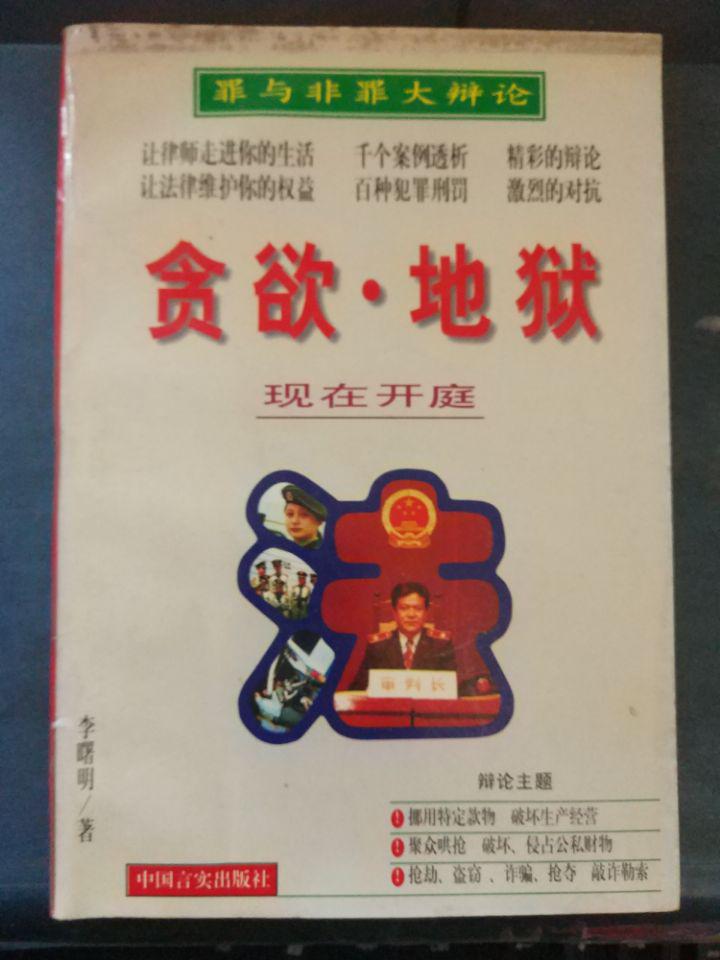 罪与非罪大辩论
让律师走进你的生活 千个案例透析 精彩的辩论
让法律维护你的权益 百种犯罪刑罚 激烈的对抗
贪欲·地狱
现在开庭
法
审判长
李曙明/著
辩论主题
! 挪用特定款物 破坏生产经营
! 聚众哄抢 破坏、侵占公私财物
! 抢劫、盗窃、诈骗、抢夺 敲诈勒索
中国言实出版社